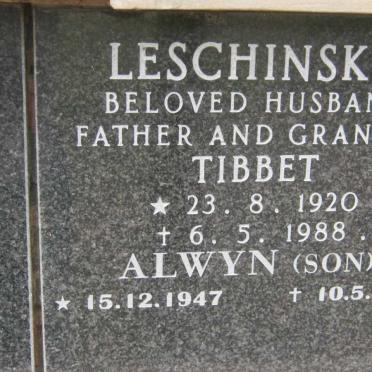 LESCHINSK
BELOVED HUSBAN
FATHER AND GRAN
TIBBET
★ 23. 8. 1920
† 6. 5. 1988.
ALWYN (SON)
★ 15.12.1947 † 10.5.